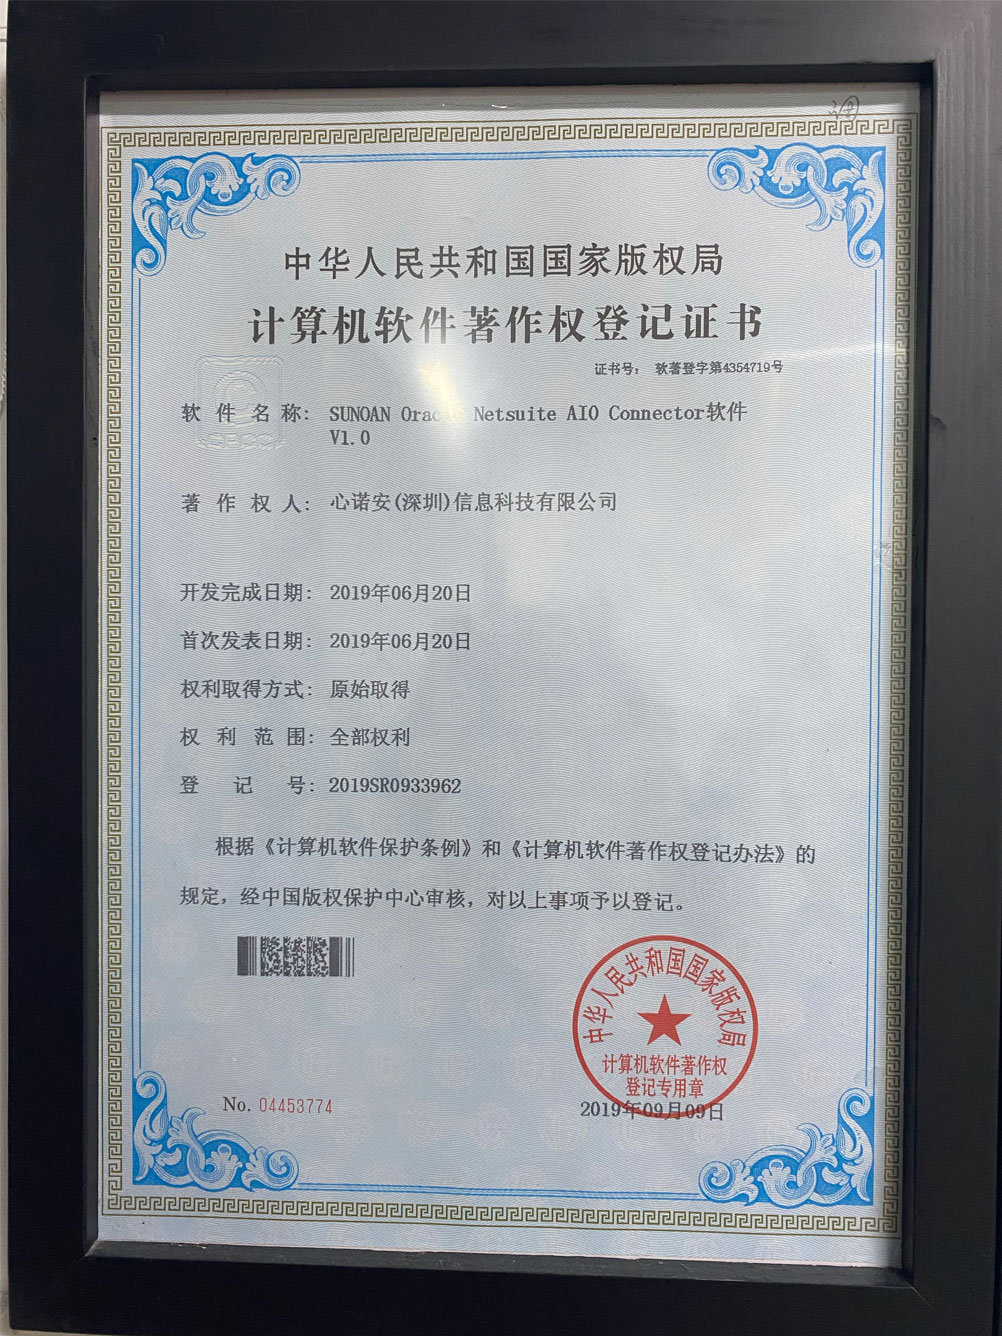 中华人民共和国国家版权局
计算机软件著作权登记证书
证书号： 软著登字第4354719号
软件名称： SUNOAN Netsuite AIO Connector软件
V1.0
著作权人： 心诺安(深圳)信息科技有限公司
开发完成日期： 2019年06月20日
首次发表日期： 2019年06月20日
权利取得方式： 原始取得
权利范围： 全部权利
登记号： 2019SR0933962
根据《计算机软件保护条例》和《计算机软件著作权登记办法》的
规定，经中国版权保护中心审核，对以上事项予以登记。
中华人民共和国国家版权局
计算机软件著作权
登记专用章
No. 04453774
2019年09月09日